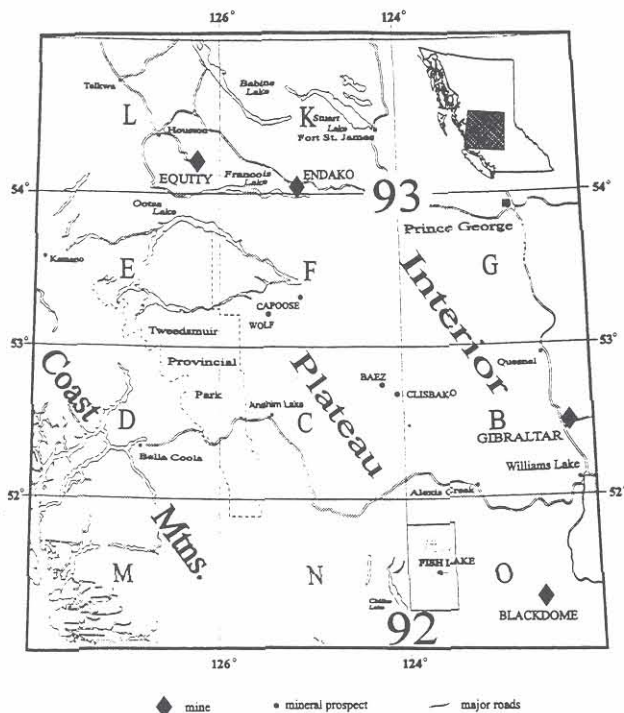 126°
124°
Telkwa
Babine
Lake
L
K
Stuart
Lake
Houston
Fort St. James
Francois
Lake
EQUITY
ENDAKO
54°
93
54°
Ootsa
Lake
Prince George
Kemano
E
F
G
CAPOOSE
WOLF
Tweedsmuir
Interior
53°
53°
Provincial
Quesnel
Plateau
BAEZ
CLISBAKO
Park
Coast
D
Anahim Lake
C
B
GIBRALTAR
Bella Coola
Williams Lake
52°
Alexis Creek
52°
Mtns.
M
N
FISH LAKE
O
Chilko
Lake
BLACKDOME
92
126°
124°
mine
mineral prospect
major roads